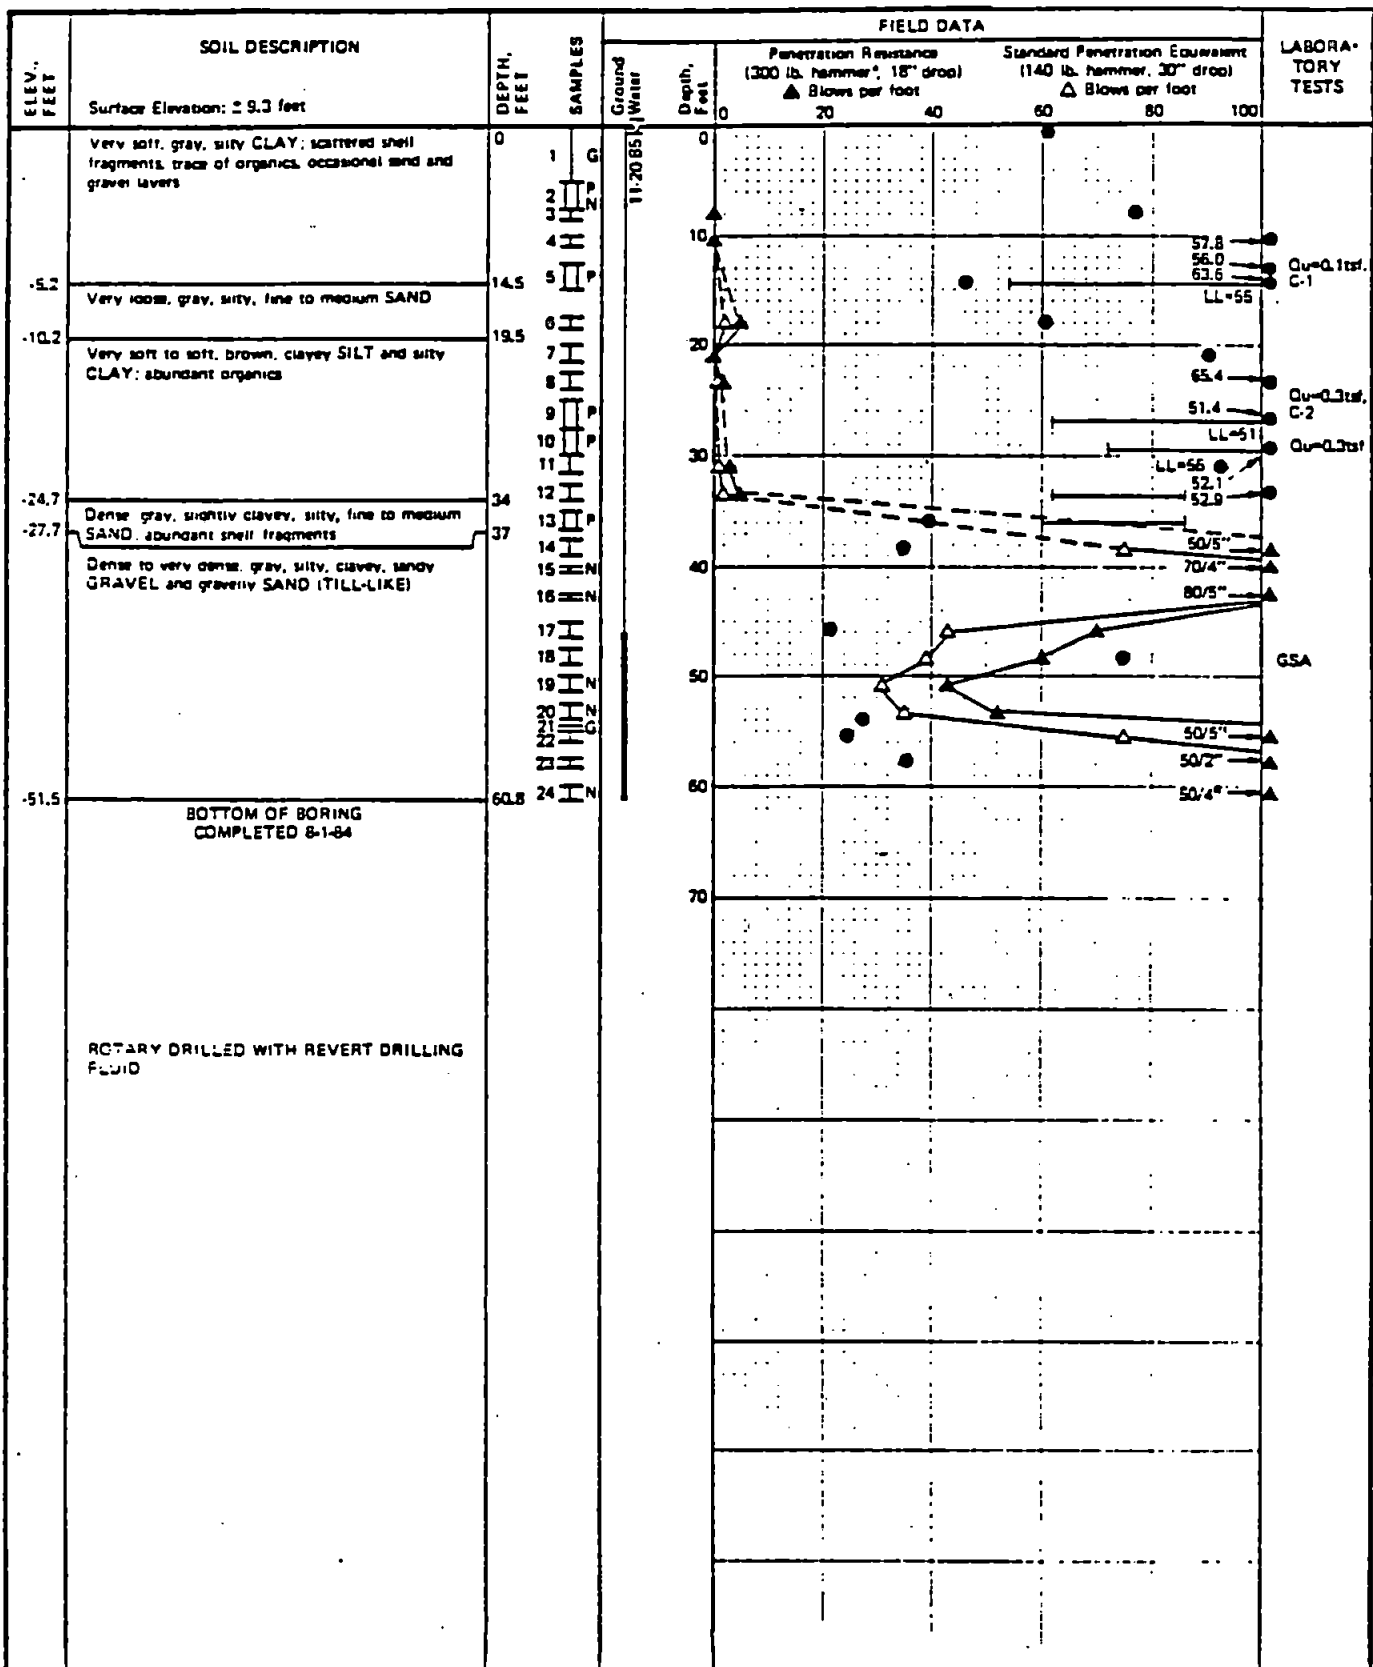 FIELD DATA
ELEV., FEET
SOIL DESCRIPTION
Surface Elevation: ± 9.3 feet
DEPTH, FEET
SAMPLES
Ground Water
Depth, Feet
Penetration Resistance
(300 lb. hammer*, 18" drop)
▲ Blows per foot
Standard Penetration Equivalent
(140 lb. hammer, 30" drop)
△ Blows per foot
LABORA-
TORY
TESTS
0 20 40 60 80 100
Very soft, gray, silty CLAY; scattered shell
fragments, trace of organics, occasional sand and
gravel layers
0
1 G
2 P
N
3
4
5 P
11-20-85
0
10
57.8
56.0
63.6
LL=55
Qu=0.1tsf,
C-1
-5.2
14.5
Very loose, gray, silty, fine to medium SAND
6
-10.2
19.5
Very soft to soft, brown, clayey SILT and silty
CLAY; abundant organics
7
8
9 P
10 P
11
12
20
65.4
51.4
LL=51
Qu=0.3tsf,
C-2
Qu=0.3tsf
30
LL=56
52.1
52.9
-24.7
34
Dense gray, slightly clayey, silty, fine to medium
SAND, abundant shell fragments
13 P
-27.7
37
Dense to very dense, gray, silty, clayey, sandy
GRAVEL and gravelly SAND (TILL-LIKE)
14
15 N
16 N
17
18
19 N
20 N
21 G
22
23
24 N
50/5"
40
70/4"
80/5"
GSA
50
50/5"
50/2"
60
50/4"
-51.5
60.8
BOTTOM OF BORING
COMPLETED 8-1-84
70
ROTARY DRILLED WITH REVERT DRILLING
FLUID